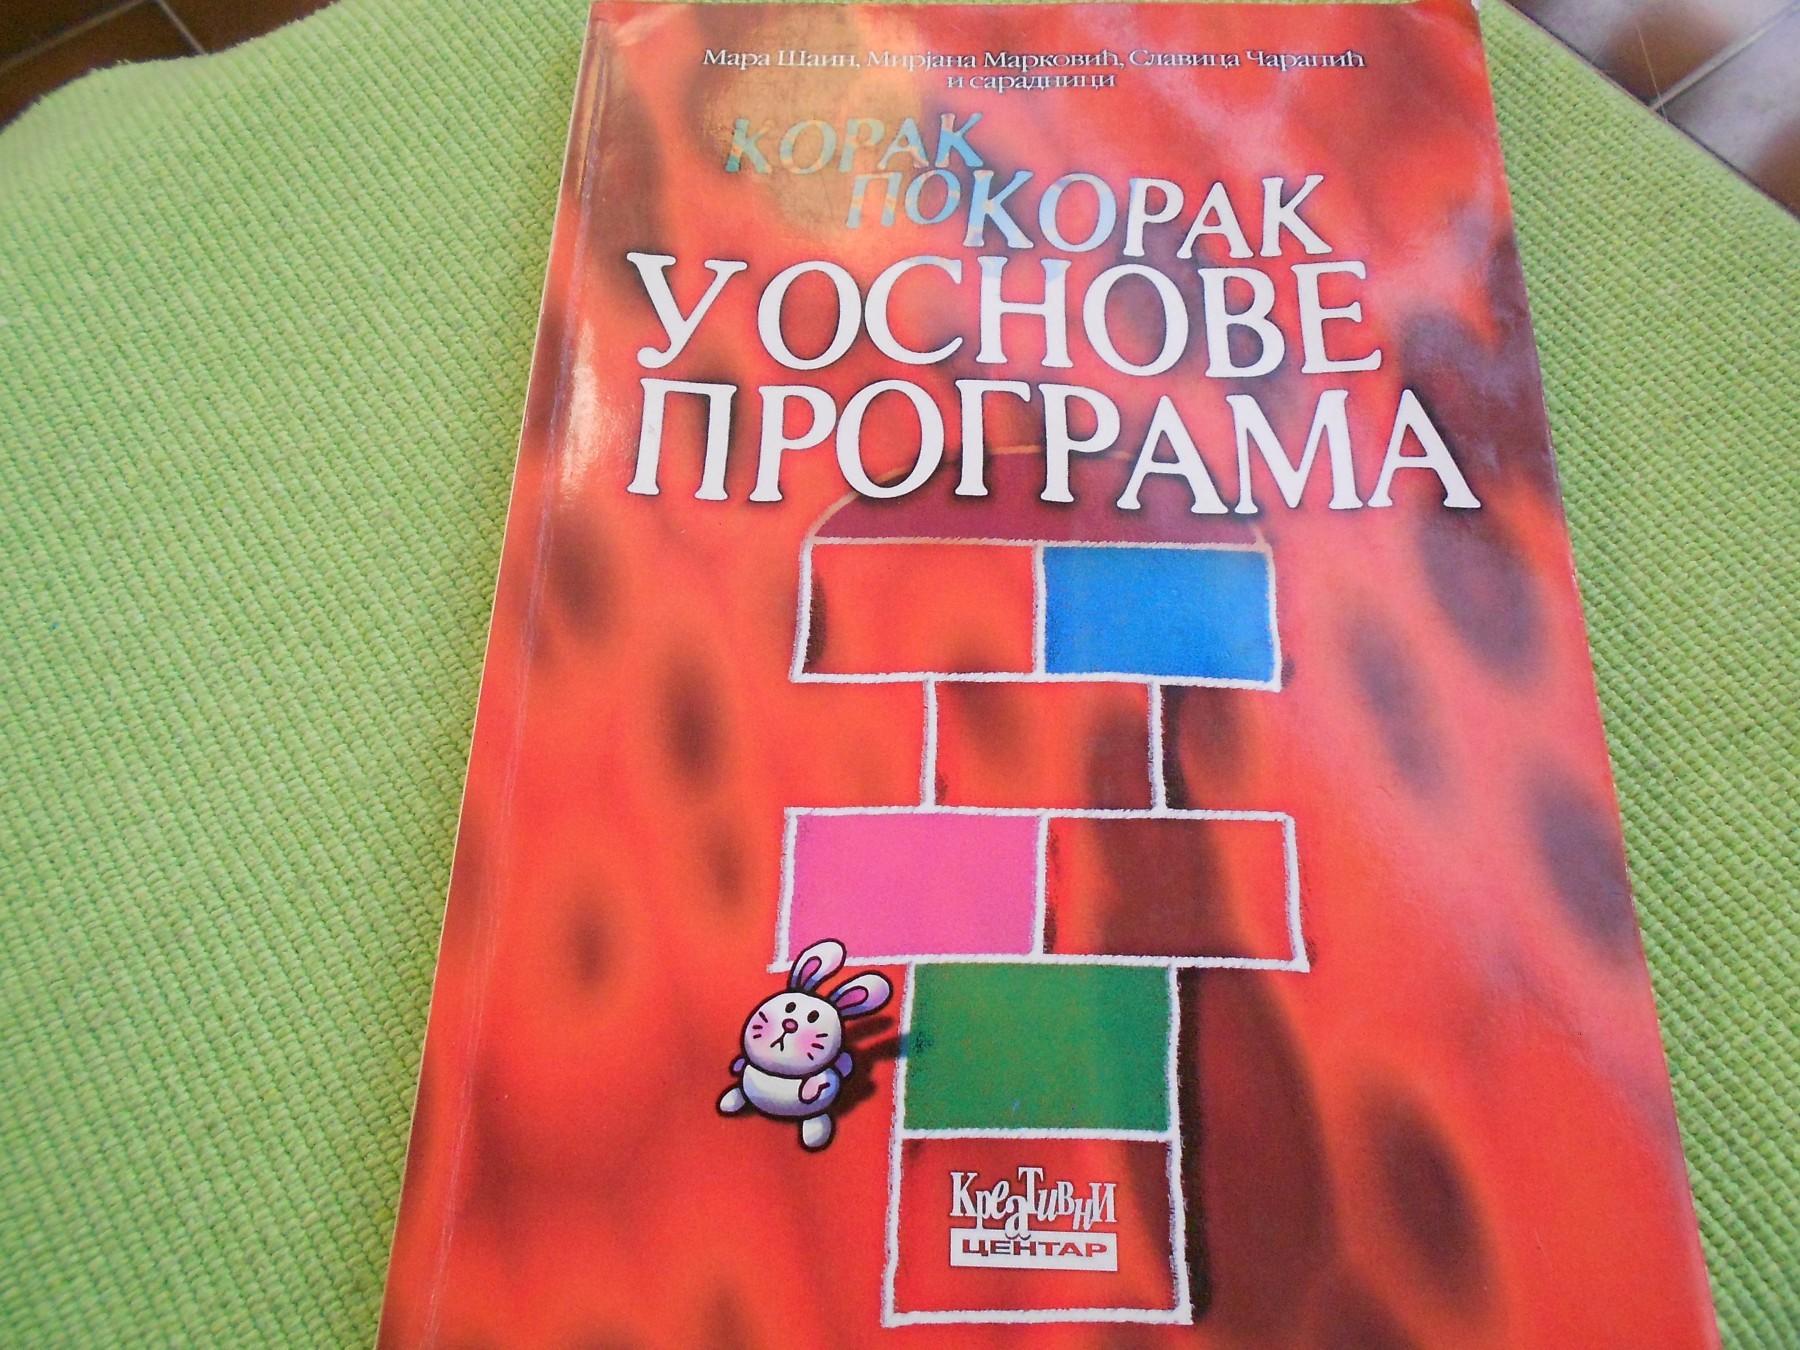 Мара Шаин, Мирјана Марковић, Славица Чарапић
и сарадници
КОРАК
ПО КОРАК
У ОСНОВЕ
ПРОГРАМА
КреаТивнИ
ЦЕНТАР